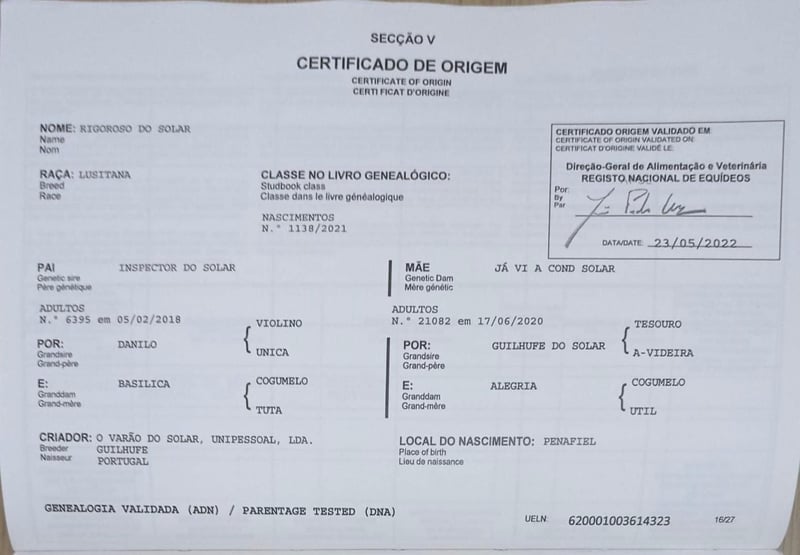 SECÇÃO V
CERTIFICADO DE ORIGEM
CERTIFICATE OF ORIGIN
CERTIFICAT D'ORIGINE
NOME: RIGOROSO DO SOLAR
Name
Nom
CERTIFICADO ORIGEM VALIDADO EM
CERTIFICATE OF ORIGIN VALIDATED ON:
CERTIFICAT D'ORIGINE VALIDÉ LE:
Direção-Geral de Alimentação e Veterinária
REGISTO NACIONAL DE EQUÍDEOS
Por:
By
Par
DATA/DATE: 23/05/2022
RAÇA: LUSITANA
Breed
Race
CLASSE NO LIVRO GENEALÓGICO:
Studbook class
Classe dans le livre généalogique
NASCIMENTOS
N.º 1138/2021
PAI INSPECTOR DO SOLAR
Genetic sire
Père génétique
MÃE JÁ VI A COND SOLAR
Genetic Dam
Mère génétic
ADULTOS
N.º 6395 em 05/02/2018
ADULTOS
N.º 21082 em 17/06/2020
POR: DANILO
Grandsire
Grand-père
VIOLINO
UNICA
POR: GUILHUFE DO SOLAR
Grandsire
Grand-père
TESOURO
A-VIDEIRA
E: BASILICA
Granddam
Grand-mère
COGUMELO
TUTA
E: ALEGRIA
Granddam
Grand-mère
COGUMELO
UTIL
CRIADOR: O VARÃO DO SOLAR, UNIPESSOAL, LDA.
Breeder GUILHUFE
Naisseur PORTUGAL
LOCAL DO NASCIMENTO: PENAFIEL
Place of birth
Lieu de naissance
GENEALOGIA VALIDADA (ADN) / PARENTAGE TESTED (DNA)
UELN: 620001003614323
16/27